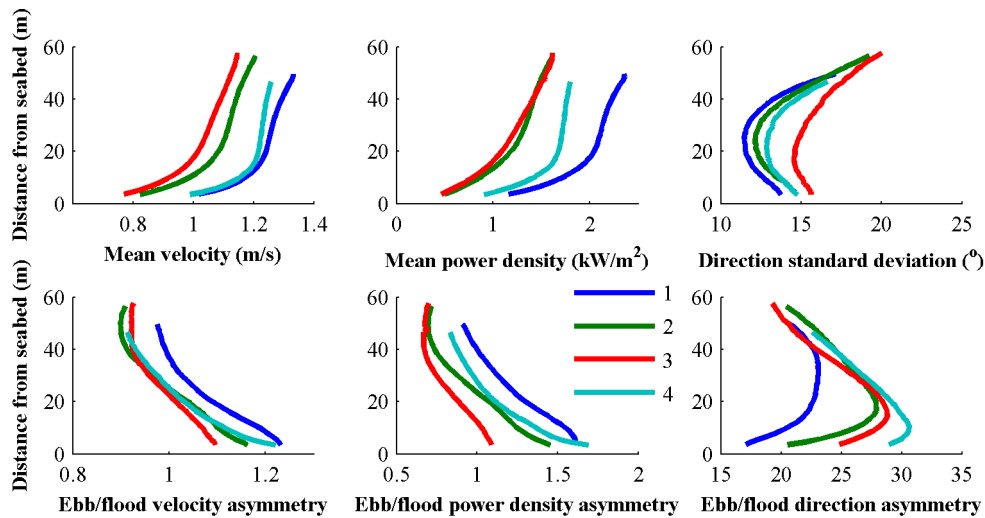 Distance from seabed (m)
60
40
20
0
0.8 1 1.2 1.4
Mean velocity (m/s)
60
40
20
0
0 1 2
Mean power density (kW/m²)
60
40
20
0
10 15 20 25
Direction standard deviation (°)
Distance from seabed (m)
60
40
20
0
0.8 1 1.2
Ebb/flood velocity asymmetry
60
40
20
0
0.5 1 1.5 2
Ebb/flood power density asymmetry
1
2
3
4
60
40
20
0
15 20 25 30 35
Ebb/flood direction asymmetry